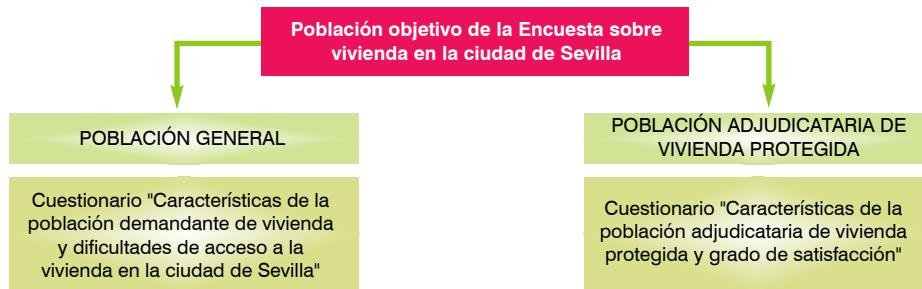 Población objetivo de la Encuesta sobre
vivienda en la ciudad de Sevilla
POBLACIÓN GENERAL
Cuestionario "Características de la
población demandante de vivienda
y dificultades de acceso a la
vivienda en la ciudad de Sevilla"
POBLACIÓN ADJUDICATARIA DE
VIVIENDA PROTEGIDA
Cuestionario "Características de la
población adjudicataria de vivienda
protegida y grado de satisfacción"